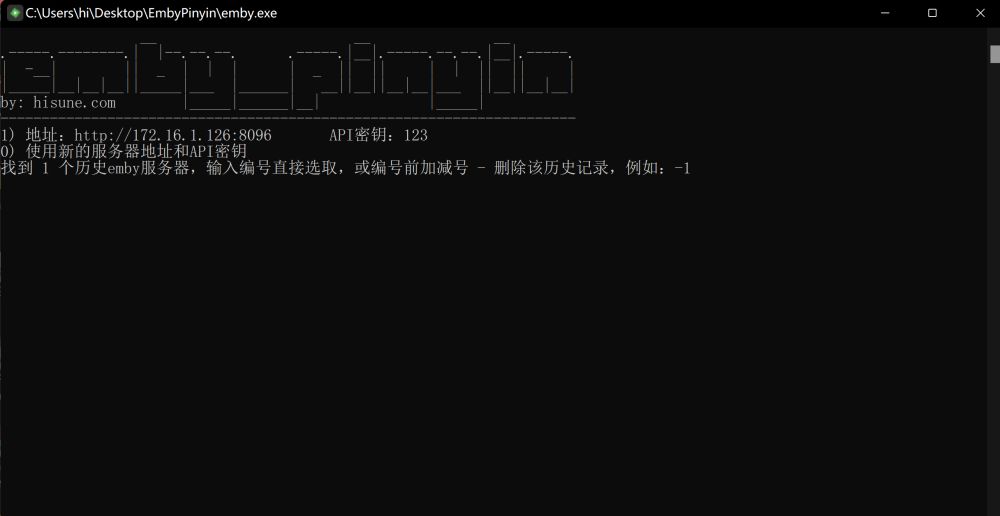 C:\Users\hi\Desktop\EmbyPinyin\emby.exe
emby_pinyin
by: hisune.com
1) 地址：http://172.16.1.126:8096 API密钥：123
0) 使用新的服务器地址和API密钥
找到 1 个历史emby服务器，输入编号直接选取，或编号前加减号 - 删除该历史记录，例如：-1